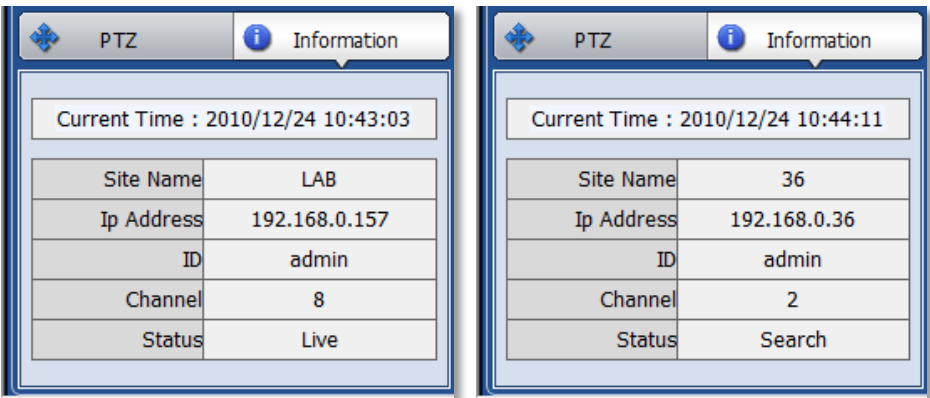 PTZ Information
Current Time : 2010/12/24 10:43:03
Site Name LAB
Ip Address 192.168.0.157
ID admin
Channel 8
Status Live
PTZ Information
Current Time : 2010/12/24 10:44:11
Site Name 36
Ip Address 192.168.0.36
ID admin
Channel 2
Status Search